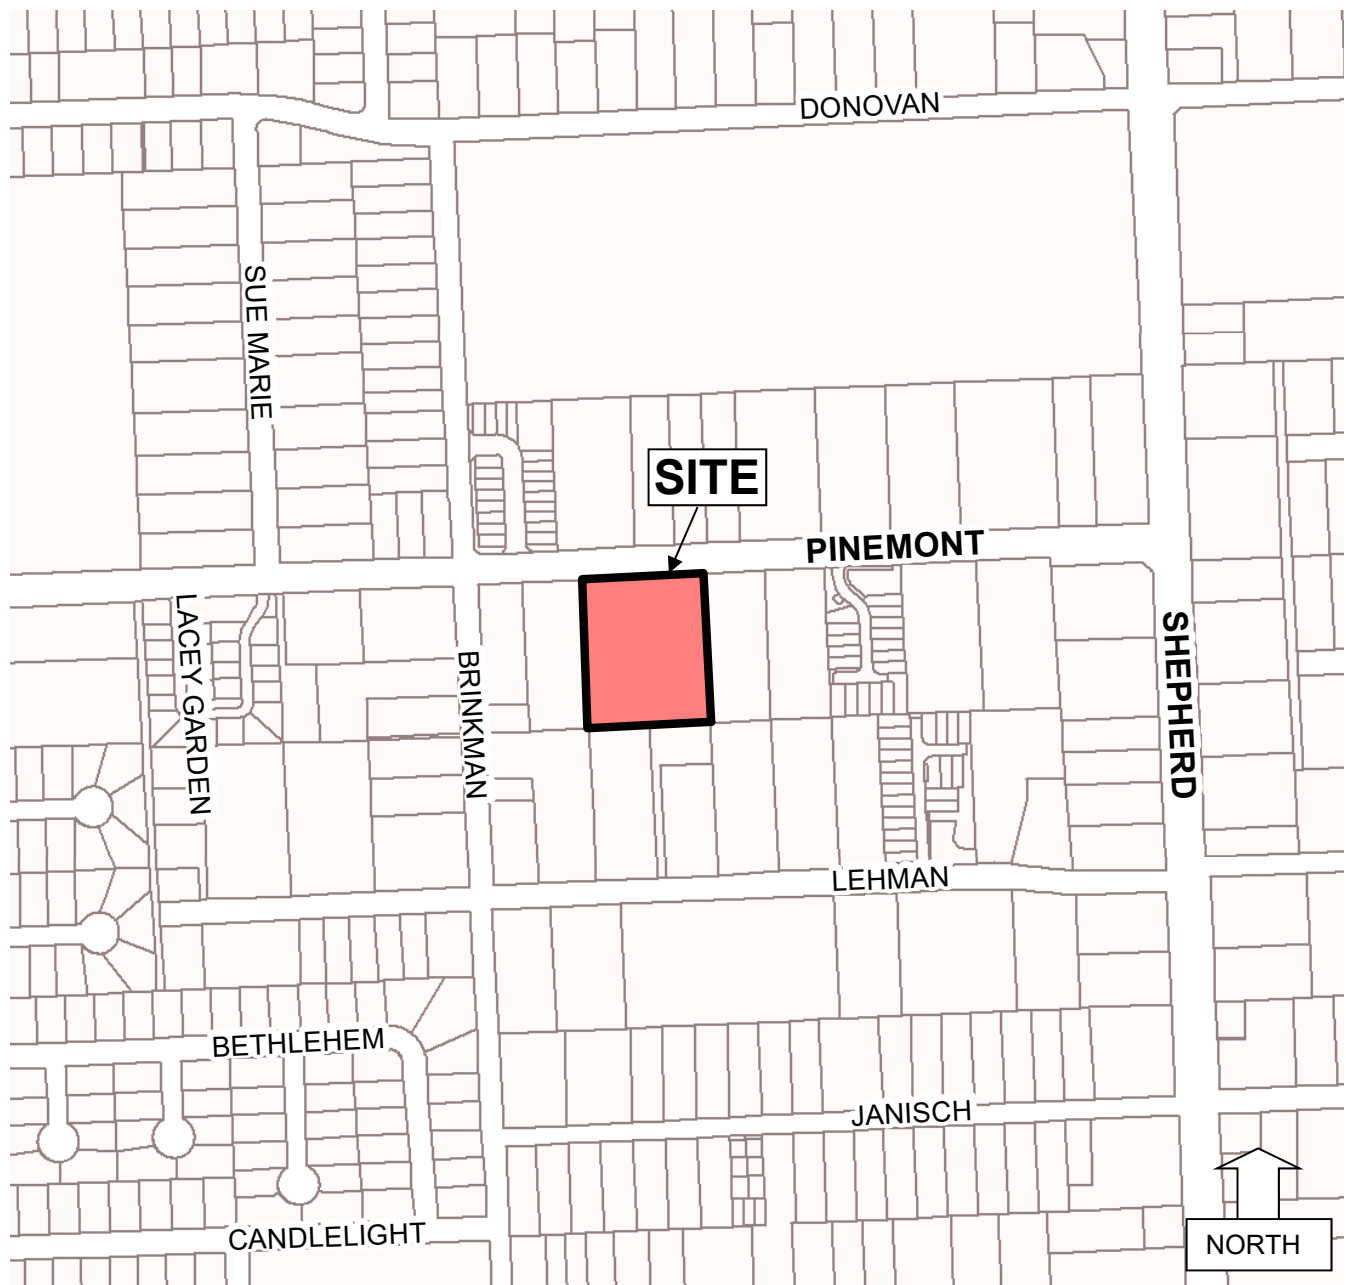 DONOVAN
SUE MARIE
SITE
PINEMONT
LACEY GARDEN
BRINKMAN
SHEPHERD
LEHMAN
BETHLEHEM
JANISCH
CANDLELIGHT
NORTH